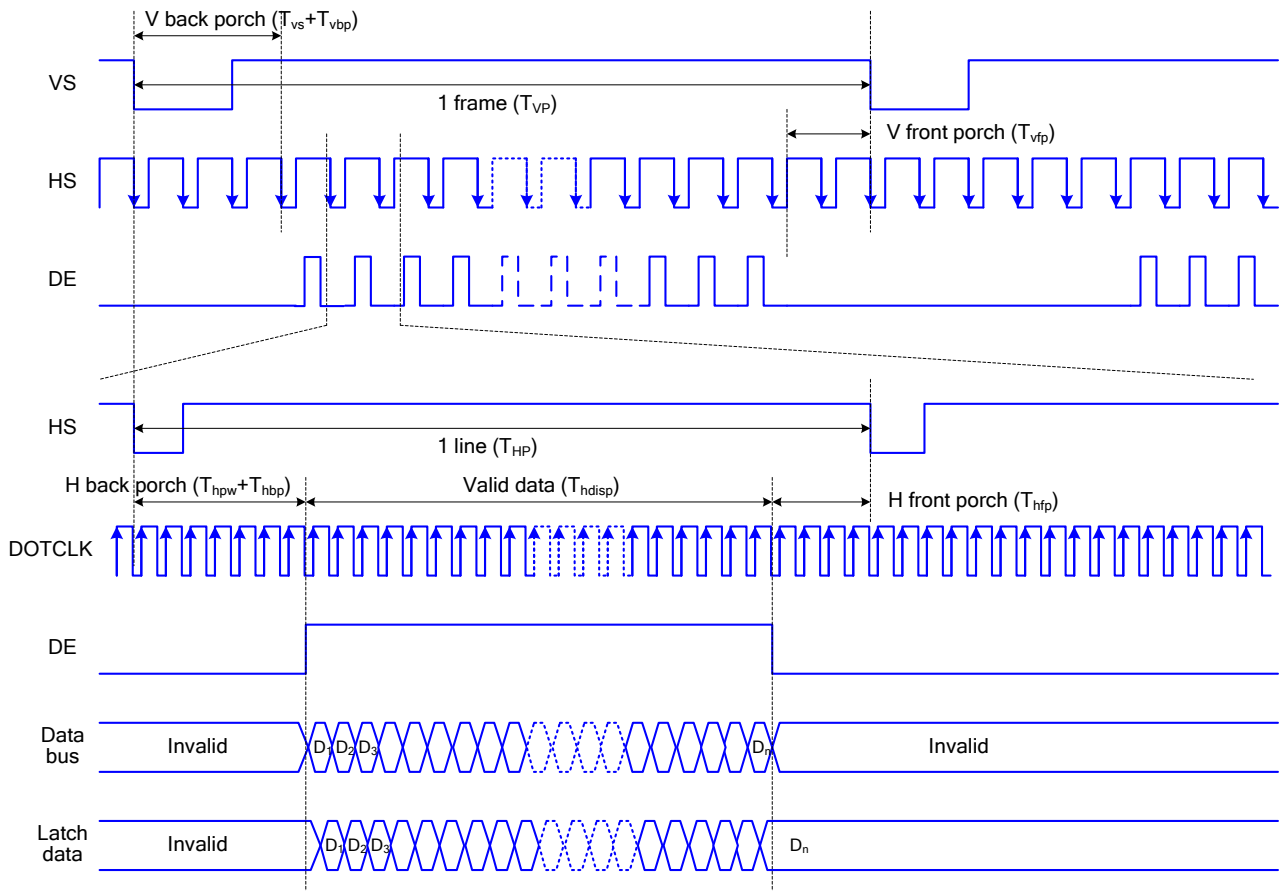 V back porch (Tvs+Tvbp)
VS
1 frame (TVP)
V front porch (Tvfp)
HS
DE
HS
1 line (THP)
H back porch (Thpw+Thbp)
Valid data (Thdisp)
H front porch (Thfp)
DOTCLK
DE
Data
bus
Invalid
D1 D2 D3
Dn
Invalid
Latch
data
Invalid
D1 D2 D3
Dn